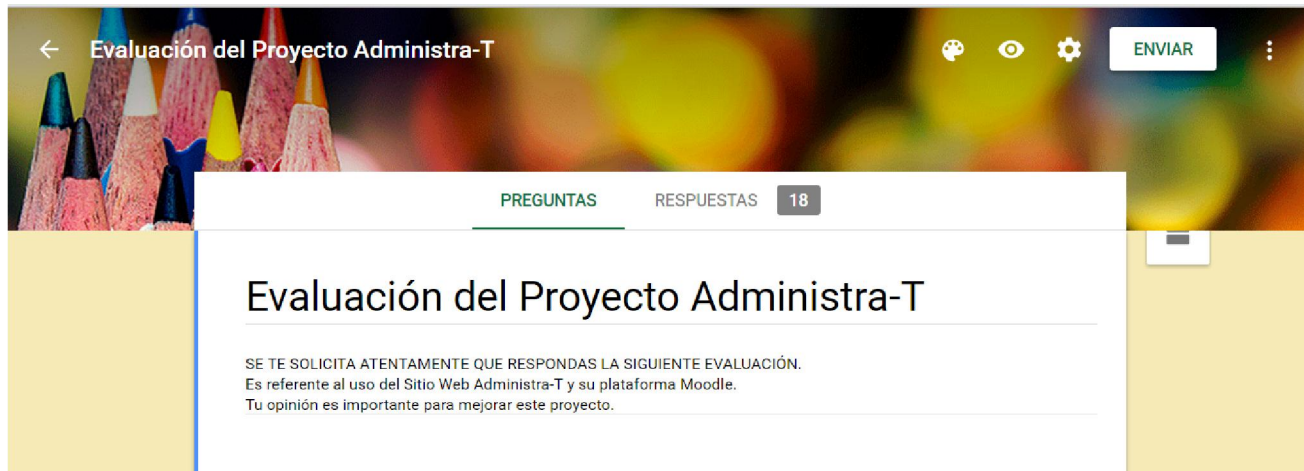 Evaluación del Proyecto Administra-T
ENVIAR
PREGUNTAS
RESPUESTAS 18
Evaluación del Proyecto Administra-T
SE TE SOLICITA ATENTAMENTE QUE RESPONDAS LA SIGUIENTE EVALUACIÓN.
Es referente al uso del Sitio Web Administra-T y su plataforma Moodle.
Tu opinión es importante para mejorar este proyecto.